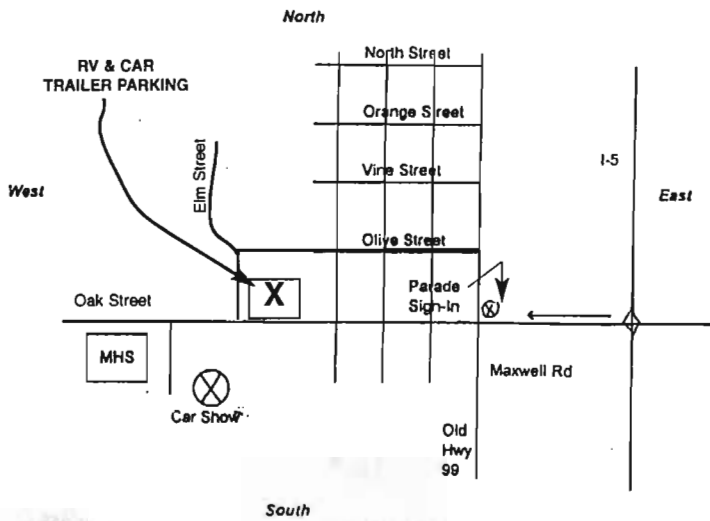 North
North Street
RV & CAR
TRAILER PARKING
Orange Street
Elm Street
Vine Street
I-5
West
East
Olive Street
X
Parade
Sign-In
X
Oak Street
MHS
Maxwell Rd
X
Car Show
Old
Hwy
99
South